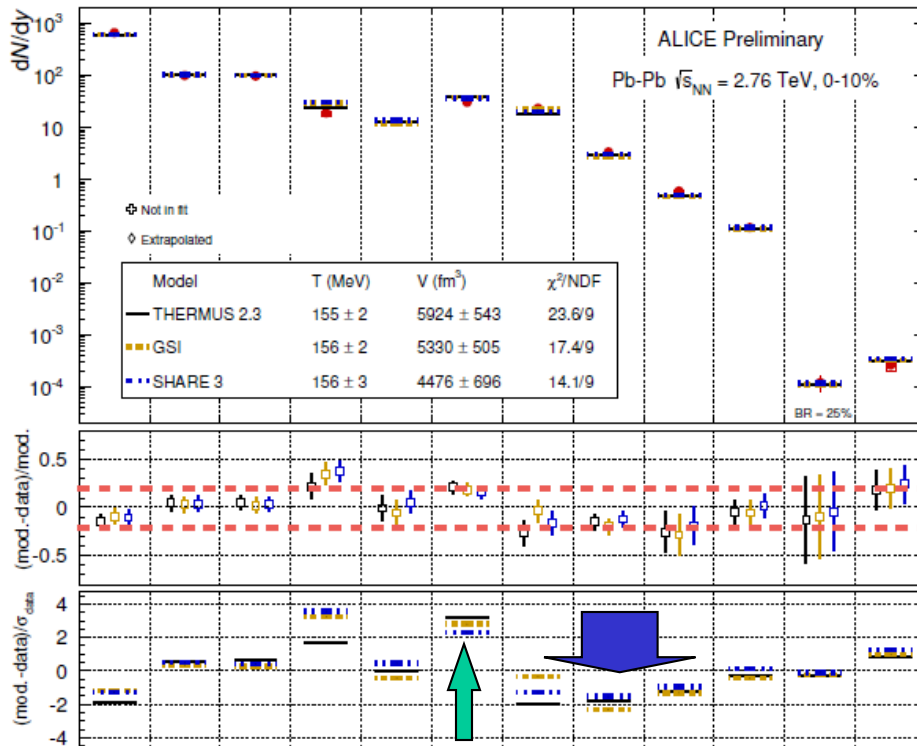 dN/dy
10³
10²
10
1
10⁻¹
10⁻²
10⁻³
10⁻⁴
ALICE Preliminary
Pb-Pb √sNN = 2.76 TeV, 0-10%
Not in fit
Extrapolated
Model T (MeV) V (fm³) χ²/NDF
THERMUS 2.3 155 ± 2 5924 ± 543 23.6/9
GSI 156 ± 2 5330 ± 505 17.4/9
SHARE 3 156 ± 3 4476 ± 696 14.1/9
BR = 25%
(mod.-data)/mod.
0.5
0
-0.5
(mod.-data)/σdata
4
2
0
-2
-4